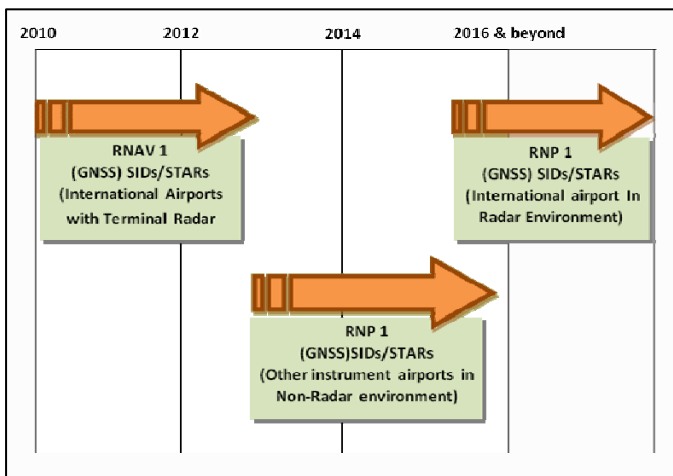 2010 2012 2014 2016 & beyond
RNAV 1
(GNSS) SIDs/STARs
(International Airports
with Terminal Radar
RNP 1
(GNSS) SIDs/STARs
(International airport In
Radar Environment)
RNP 1
(GNSS)SIDs/STARs
(Other instrument airports in
Non-Radar environment)